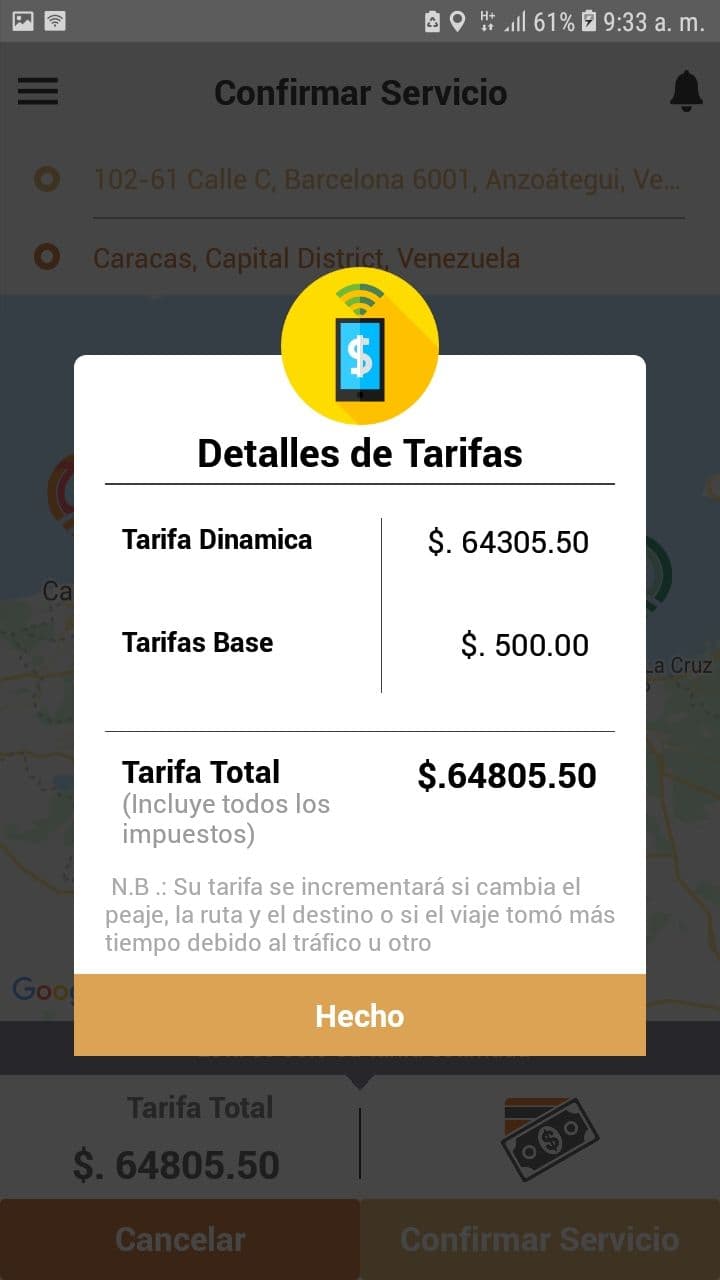 H+ 61% 9:33 a. m.
Confirmar Servicio
102-61 Calle C, Barcelona 6001, Anzoátegui, Ve...
Caracas, Capital District, Venezuela
$
Detalles de Tarifas
Tarifa Dinamica $. 64305.50
Ca
Tarifas Base $. 500.00
La Cruz
Tarifa Total $.64805.50
(Incluye todos los
impuestos)
N.B .: Su tarifa se incrementará si cambia el
peaje, la ruta y el destino o si el viaje tomó más
tiempo debido al tráfico u otro
Goog
Hecho
Tarifa Total
$. 64805.50
Cancelar Confirmar Servicio